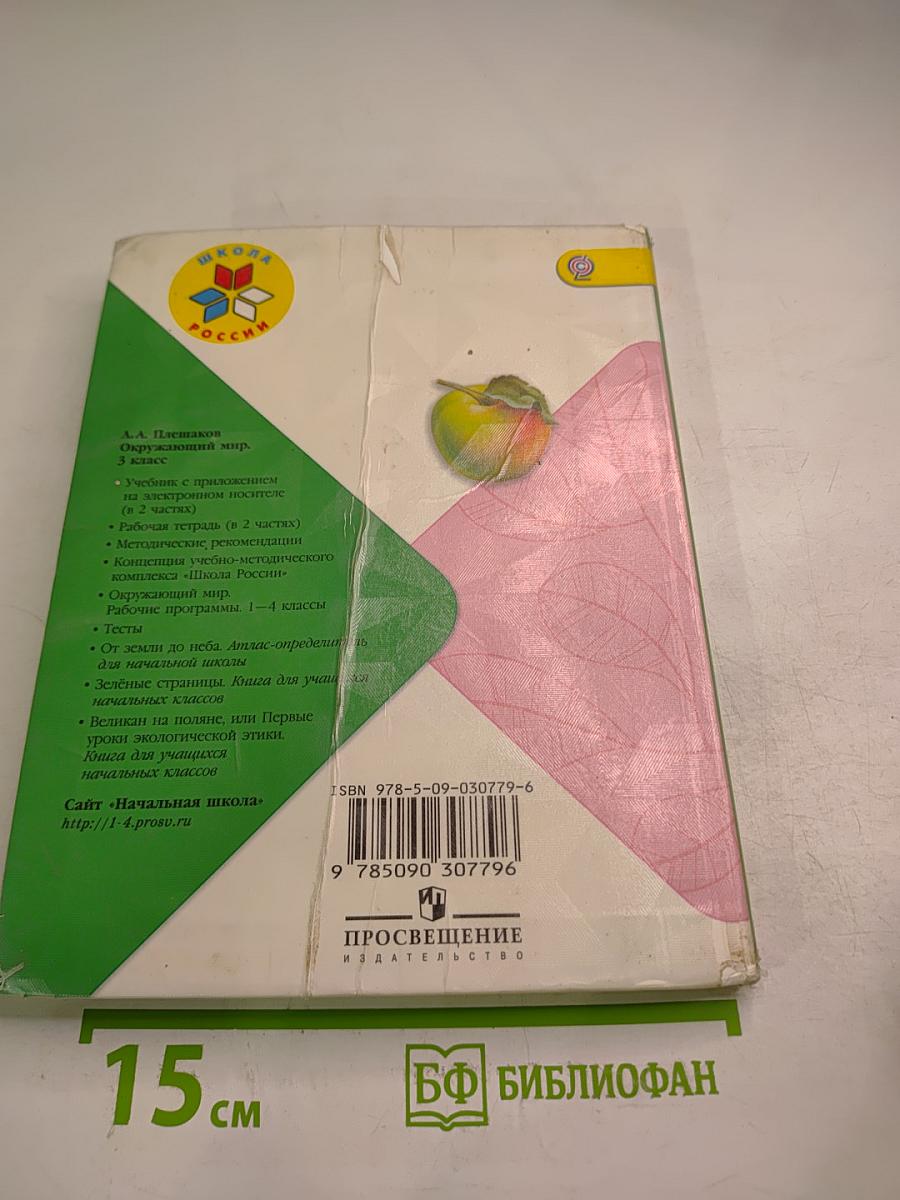 ШКОЛА
РОССИИ
А.А. Плешаков
Окружающий мир.
3 класс
• Учебник с приложением
на электронном носителе
(в 2 частях)
• Рабочая тетрадь (в 2 частях)
• Методические рекомендации
• Концепция учебно-методического
комплекса «Школа России»
• Окружающий мир.
Рабочие программы. 1—4 классы
• Тесты
• От земли до неба. Атлас-определитель
для начальной школы
• Зелёные страницы. Книга для учащихся
начальных классов
• Великан на поляне, или Первые
уроки экологической этики.
Книга для учащихся
начальных классов
Сайт «Начальная школа»
http://1-4.prosv.ru
ISBN 978-5-09-030779-6
9 785090 307796
ИП
ПРОСВЕЩЕНИЕ
ИЗДАТЕЛЬСТВО
15 см
БФ БИБЛИОФАН